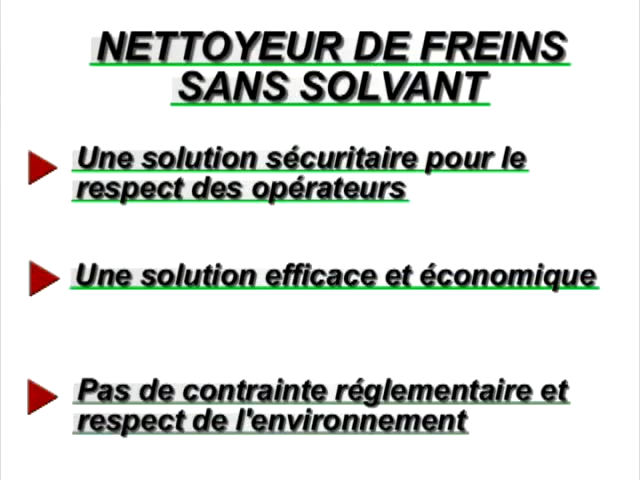 NETTOYEUR DE FREINS
SANS SOLVANT
Une solution sécuritaire pour le
respect des opérateurs
Une solution efficace et économique
Pas de contrainte réglementaire et
respect de l'environnement